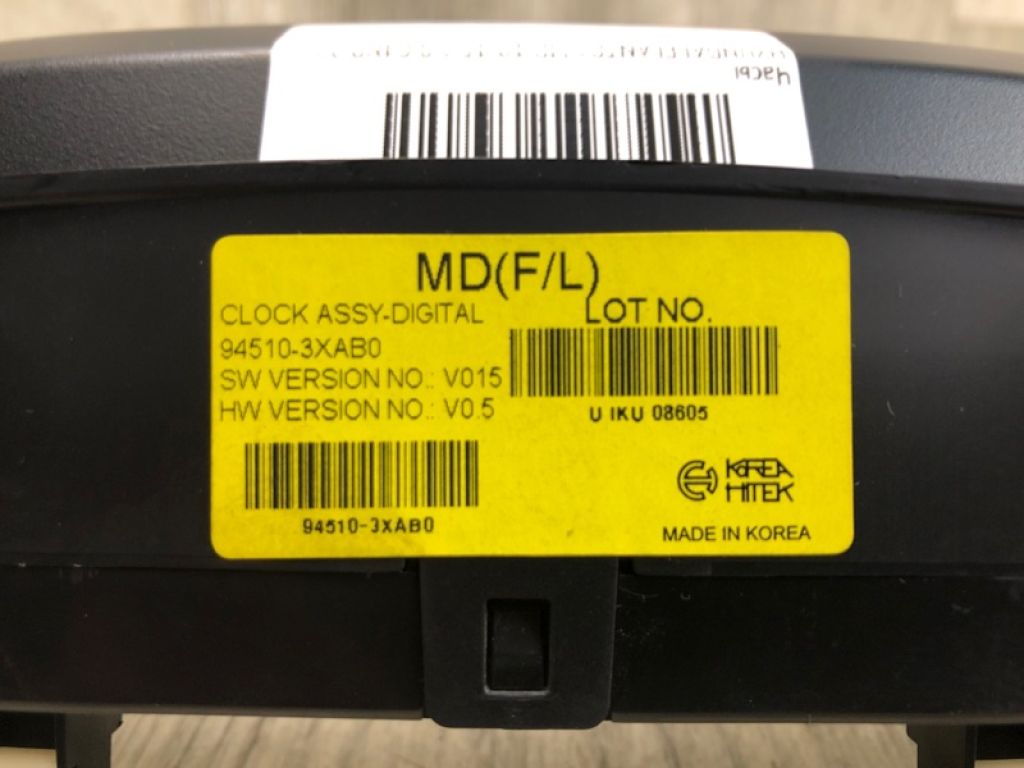 Часы
MD(F/L)
CLOCK ASSY-DIGITAL
LOT NO.
94510-3XAB0
SW VERSION NO.: V015
HW VERSION NO.: V0.5
U IKU 08605
94510-3XAB0
KOREA
HITEK
MADE IN KOREA